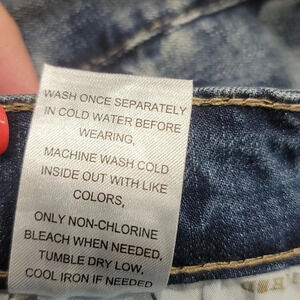 WASH ONCE SEPARATELY
IN COLD WATER BEFORE
WEARING,
MACHINE WASH COLD
INSIDE OUT WITH LIKE
COLORS,
ONLY NON-CHLORINE
BLEACH WHEN NEEDED,
TUMBLE DRY LOW,
COOL IRON IF NEEDED